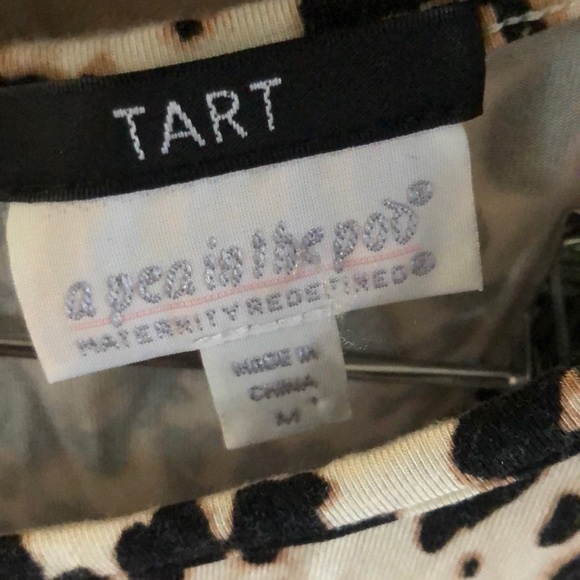 TART
a pea in the pod®
MATERNITY REDEFINED®
MADE IN
CHINA
M